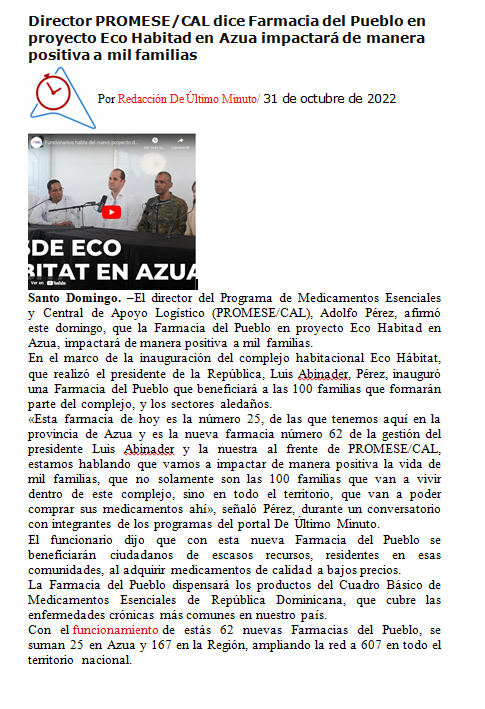 Director PROMESE/CAL dice Farmacia del Pueblo en
proyecto Eco Habitad en Azua impactará de manera
positiva a mil familias
Por Redacción De Último Minuto/ 31 de octubre de 2022
Funcionarios habla del nuevo proyecto d...
SDE ECO
BITAT EN AZUA
Ver en YouTube
Santo Domingo. –El director del Programa de Medicamentos Esenciales
y Central de Apoyo Logístico (PROMESE/CAL), Adolfo Pérez, afirmó
este domingo, que la Farmacia del Pueblo en proyecto Eco Habitad en
Azua, impactará de manera positiva a mil familias.
En el marco de la inauguración del complejo habitacional Eco Hábitat,
que realizó el presidente de la República, Luis Abinader, Pérez, inauguró
una Farmacia del Pueblo que beneficiará a las 100 familias que formarán
parte del complejo, y los sectores aledaños.
«Esta farmacia de hoy es la número 25, de las que tenemos aquí en la
provincia de Azua y es la nueva farmacia número 62 de la gestión del
presidente Luis Abinader y la nuestra al frente de PROMESE/CAL,
estamos hablando que vamos a impactar de manera positiva la vida de
mil familias, que no solamente son las 100 familias que van a vivir
dentro de este complejo, sino en todo el territorio, que van a poder
comprar sus medicamentos ahí», señaló Pérez, durante un conversatorio
con integrantes de los programas del portal De Último Minuto.
El funcionario dijo que con esta nueva Farmacia del Pueblo se
beneficiarán ciudadanos de escasos recursos, residentes en esas
comunidades, al adquirir medicamentos de calidad a bajos precios.
La Farmacia del Pueblo dispensará los productos del Cuadro Básico de
Medicamentos Esenciales de República Dominicana, que cubre las
enfermedades crónicas más comunes en nuestro país.
Con el funcionamiento de estás 62 nuevas Farmacias del Pueblo, se
suman 25 en Azua y 167 en la Región, ampliando la red a 607 en todo el
territorio nacional.